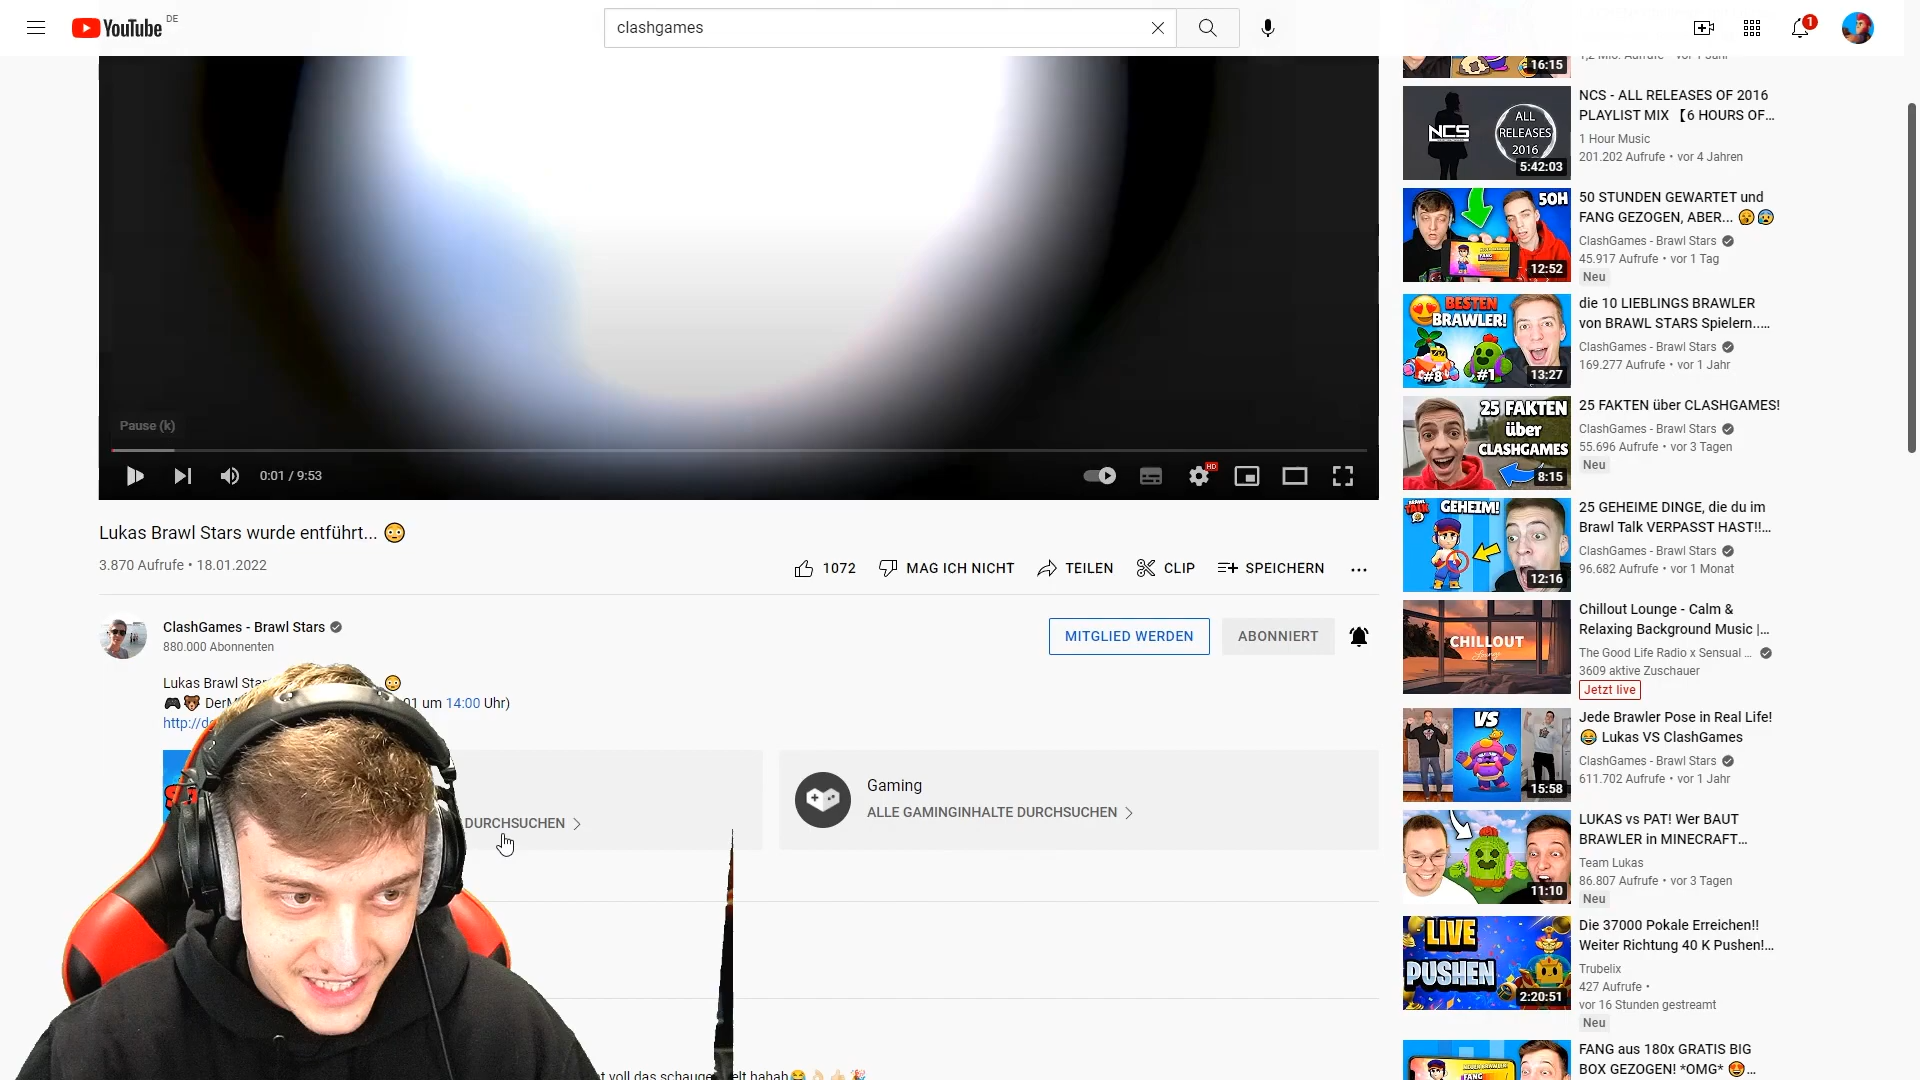 YouTube DE
clashgames
1
Pause (k)
0:01 / 9:53
HD
Lukas Brawl Stars wurde entführt... 😳
3.870 Aufrufe • 18.01.2022
1072
MAG ICH NICHT
TEILEN
CLIP
SPEICHERN
ClashGames - Brawl Stars
880.000 Abonnenten
MITGLIED WERDEN
ABONNIERT
Lukas Brawl
um 14:00 Uhr)
DURCHSUCHEN
Gaming
ALLE GAMINGINHALTE DURCHSUCHEN
voll das
hahah😂👌🏻👍🏻🎉
16:15
NCS
ALL
RELEASES
2016
5:42:03
NCS - ALL RELEASES OF 2016
PLAYLIST MIX 【6 HOURS OF...
1 Hour Music
201.202 Aufrufe • vor 4 Jahren
50H
12:52
50 STUNDEN GEWARTET und
FANG GEZOGEN, ABER... 😵😰
ClashGames - Brawl Stars
45.917 Aufrufe • vor 1 Tag
Neu
BESTEN
BRAWLER!
#8
#1
13:27
die 10 LIEBLINGS BRAWLER
von BRAWL STARS Spielern.....
ClashGames - Brawl Stars
169.277 Aufrufe • vor 1 Jahr
25 FAKTEN
über
CLASHGAMES
8:15
25 FAKTEN über CLASHGAMES!
ClashGames - Brawl Stars
55.696 Aufrufe • vor 3 Tagen
Neu
BRAWL
TALK
GEHEIM!
12:16
25 GEHEIME DINGE, die du im
Brawl Talk VERPASST HAST!!...
ClashGames - Brawl Stars
96.682 Aufrufe • vor 1 Monat
CHILLOUT
Lounge
Chillout Lounge - Calm &
Relaxing Background Music |...
The Good Life Radio x Sensual ...
3609 aktive Zuschauer
Jetzt live
VS
15:58
Jede Brawler Pose in Real Life!
😂 Lukas VS ClashGames
ClashGames - Brawl Stars
611.702 Aufrufe • vor 1 Jahr
11:10
LUKAS vs PAT! Wer BAUT
BRAWLER in MINECRAFT...
Team Lukas
86.807 Aufrufe • vor 3 Tagen
Neu
LIVE
PUSHEN
2:20:51
Die 37000 Pokale Erreichen!!
Weiter Richtung 40 K Pushen!...
Trubelix
427 Aufrufe •
vor 16 Stunden gestreamt
Neu
FANG aus 180x GRATIS BIG
BOX GEZOGEN! *OMG* 🤩...